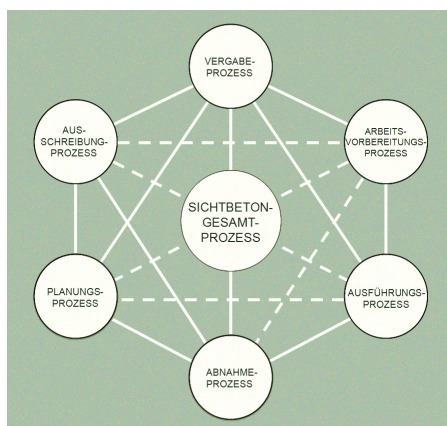 VERGABE-
PROZESS
AUS-
SCHREIBUNG-
PROZESS
ARBEITS-
VORBEREITUNGS-
PROZESS
SICHTBETON-
GESAMT-
PROZESS
PLANUNGS-
PROZESS
AUSFÜHRUNGS-
PROZESS
ABNAHME-
PROZESS